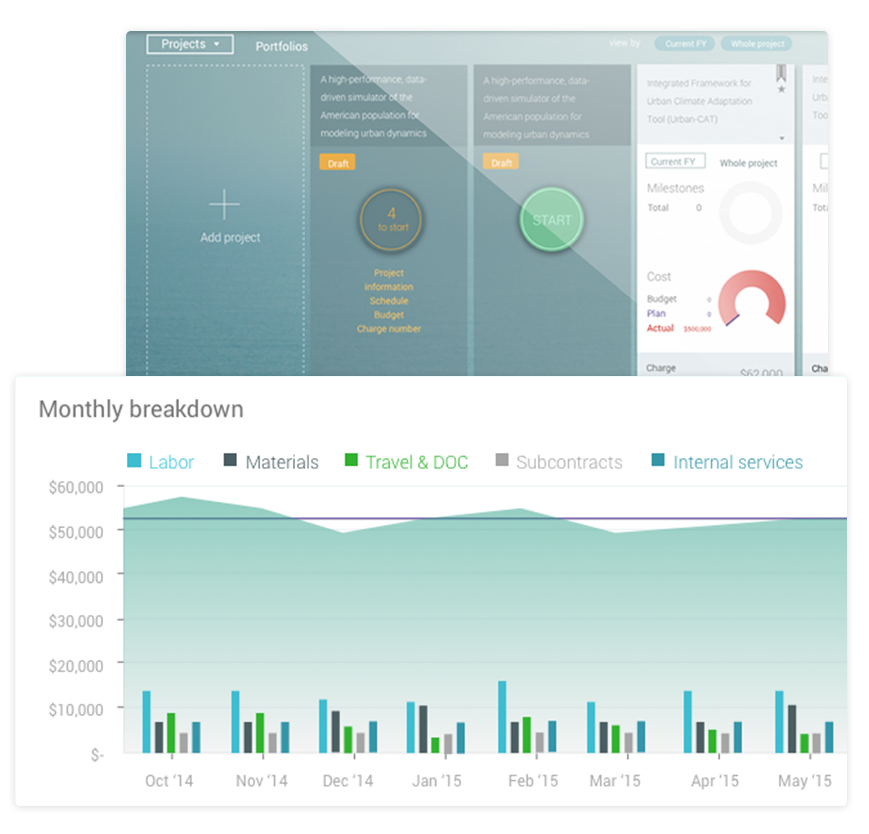 Projects
Portfolios
view by
Current FY
Whole project
Add project
A high-performance, data-
driven simulator of the
American population for
modeling urban dynamics
Draft
4
to start
Project
information
Schedule
Budget
Charge number
A high-performance, data-
driven simulator of the
American population for
modeling urban dynamics
Draft
START
Integrated Framework for
Urban Climate Adaptation
Tool (Urban-CAT)
Current FY Whole project
Milestones
Total 0
Cost
Budget 0
Plan 0
Actual $500,000
Charge $62,000
Inte
Urb
Too
Mil
Tota
Cha
Monthly breakdown
Labor Materials Travel & DOC Subcontracts Internal services
$60,000
$50,000
$40,000
$30,000
$20,000
$10,000
$-
Oct ‘14 Nov ‘14 Dec ‘14 Jan ‘15 Feb ‘15 Mar ‘15 Apr ‘15 May ‘15